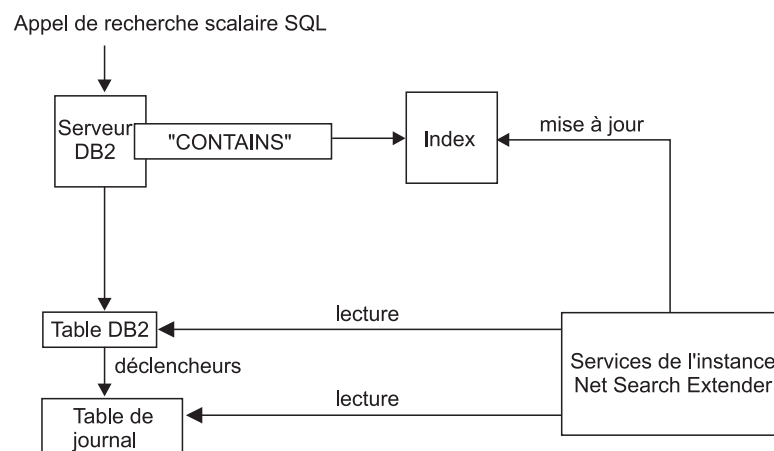 Appel de recherche scalaire SQL
Serveur
DB2
"CONTAINS"
Index
mise à jour
Table DB2
lecture
déclencheurs
Services de l'instance
Net Search Extender
lecture
Table de
journal